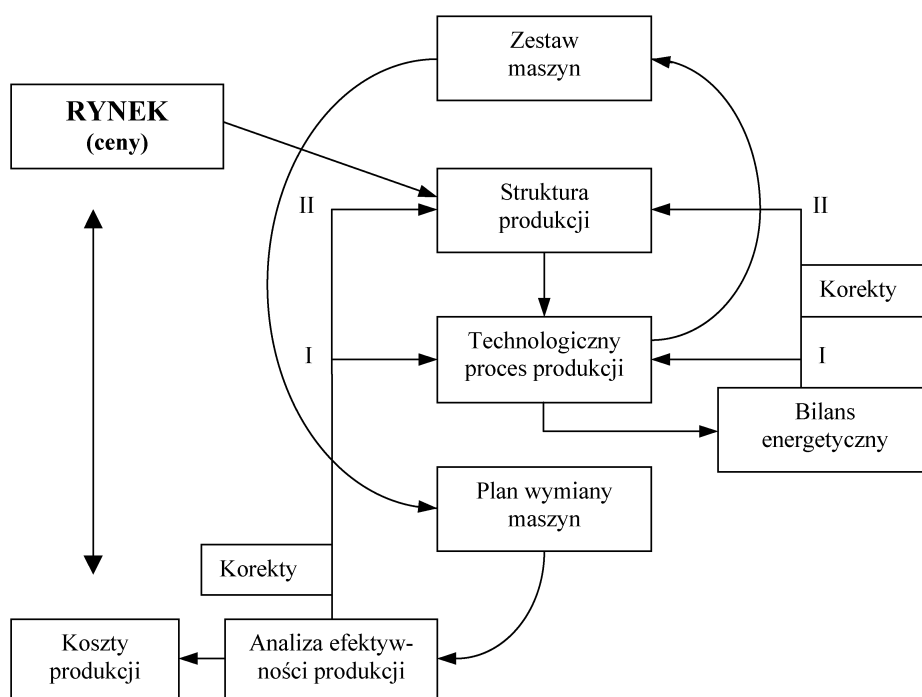 Zestaw
maszyn
RYNEK
(ceny)
Struktura
produkcji
II
II
Korekty
Technologiczny
proces produkcji
I
I
Bilans
energetyczny
Plan wymiany
maszyn
Korekty
Koszty
produkcji
Analiza efektyw-
ności produkcji